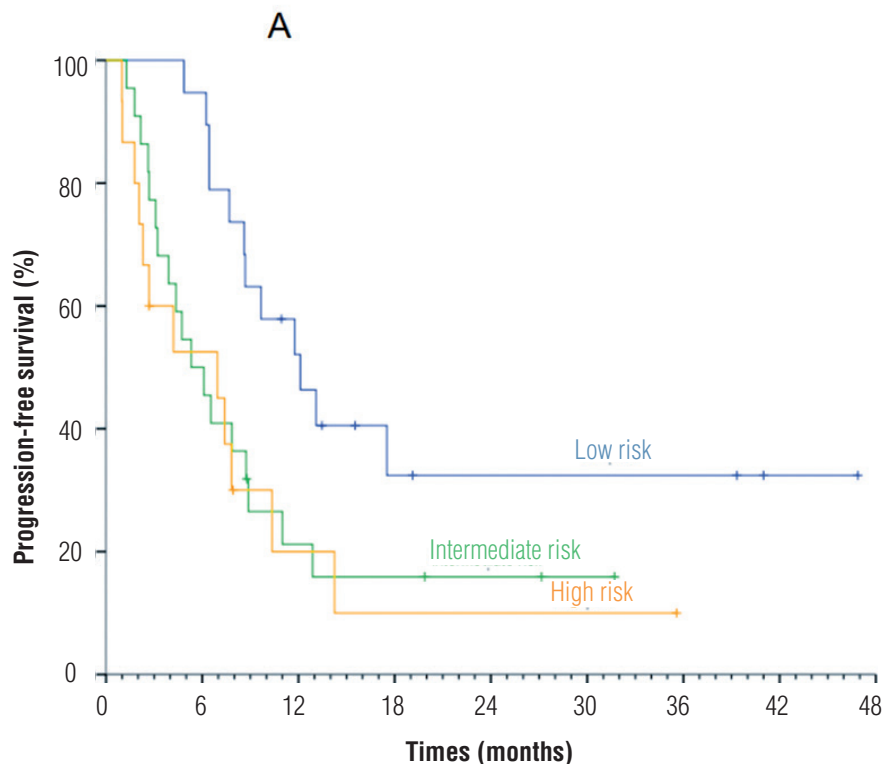 A
100
80
60
40
20
0
Progression-free survival (%)
Low risk
Intermediate risk
High risk
0 6 12 18 24 30 36 42 48
Times (months)